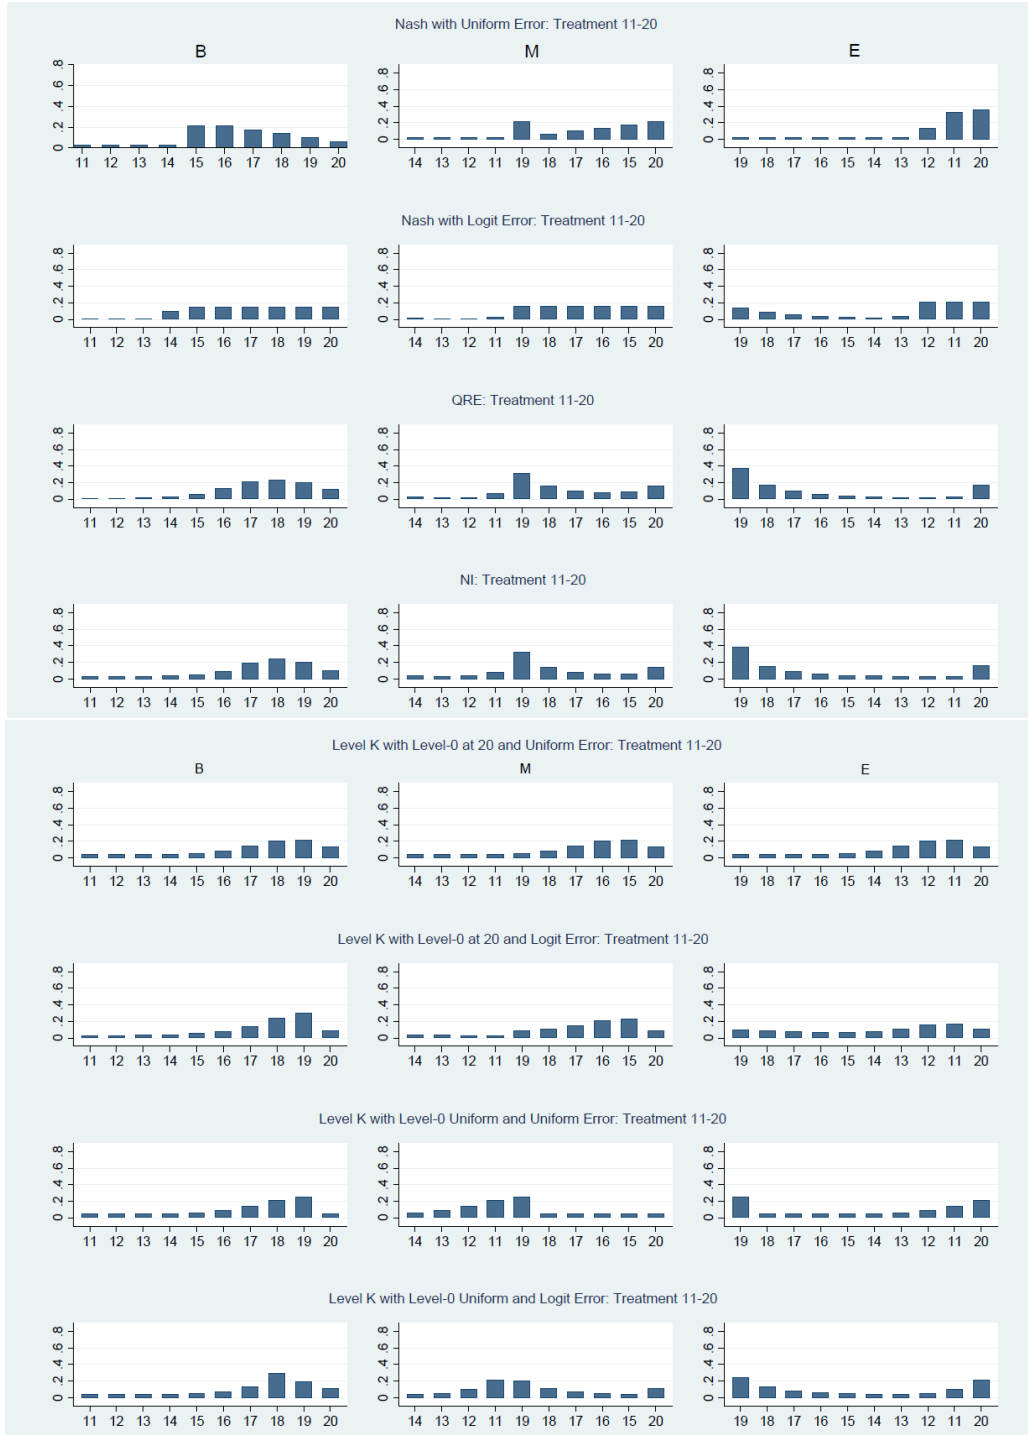 Nash with Uniform Error: Treatment 11-20
B M E
0 .2 .4 .6 .8 0 .2 .4 .6 .8 0 .2 .4 .6 .8
11 12 13 14 15 16 17 18 19 20 14 13 12 11 19 18 17 16 15 20 19 18 17 16 15 14 13 12 11 20
Nash with Logit Error: Treatment 11-20
0 .2 .4 .6 .8 0 .2 .4 .6 .8 0 .2 .4 .6 .8
11 12 13 14 15 16 17 18 19 20 14 13 12 11 19 18 17 16 15 20 19 18 17 16 15 14 13 12 11 20
QRE: Treatment 11-20
0 .2 .4 .6 .8 0 .2 .4 .6 .8 0 .2 .4 .6 .8
11 12 13 14 15 16 17 18 19 20 14 13 12 11 19 18 17 16 15 20 19 18 17 16 15 14 13 12 11 20
NI: Treatment 11-20
0 .2 .4 .6 .8 0 .2 .4 .6 .8 0 .2 .4 .6 .8
11 12 13 14 15 16 17 18 19 20 14 13 12 11 19 18 17 16 15 20 19 18 17 16 15 14 13 12 11 20
Level K with Level-0 at 20 and Uniform Error: Treatment 11-20
B M E
0 .2 .4 .6 .8 0 .2 .4 .6 .8 0 .2 .4 .6 .8
11 12 13 14 15 16 17 18 19 20 14 13 12 11 19 18 17 16 15 20 19 18 17 16 15 14 13 12 11 20
Level K with Level-0 at 20 and Logit Error: Treatment 11-20
0 .2 .4 .6 .8 0 .2 .4 .6 .8 0 .2 .4 .6 .8
11 12 13 14 15 16 17 18 19 20 14 13 12 11 19 18 17 16 15 20 19 18 17 16 15 14 13 12 11 20
Level K with Level-0 Uniform and Uniform Error: Treatment 11-20
0 .2 .4 .6 .8 0 .2 .4 .6 .8 0 .2 .4 .6 .8
11 12 13 14 15 16 17 18 19 20 14 13 12 11 19 18 17 16 15 20 19 18 17 16 15 14 13 12 11 20
Level K with Level-0 Uniform and Logit Error: Treatment 11-20
0 .2 .4 .6 .8 0 .2 .4 .6 .8 0 .2 .4 .6 .8
11 12 13 14 15 16 17 18 19 20 14 13 12 11 19 18 17 16 15 20 19 18 17 16 15 14 13 12 11 20